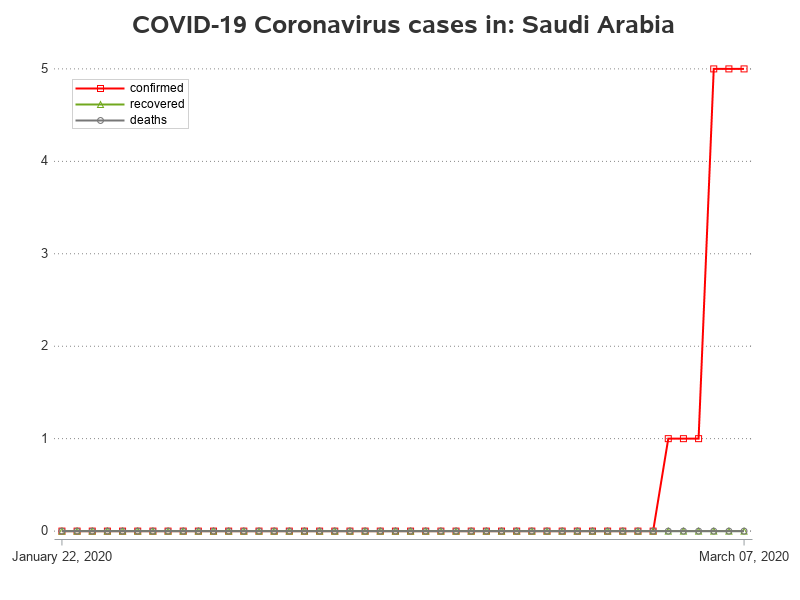 COVID-19 Coronavirus cases in: Saudi Arabia
5
confirmed
recovered
deaths
4
3
2
1
0
January 22, 2020
March 07, 2020